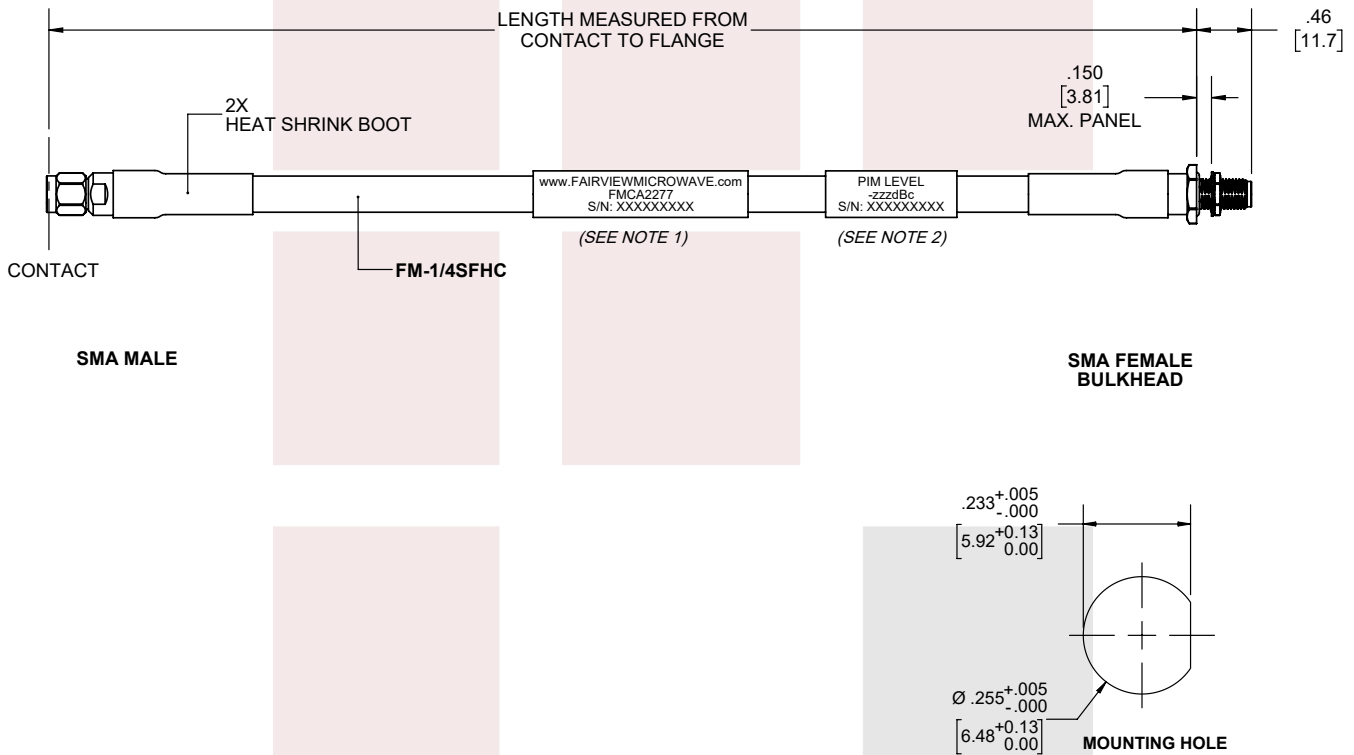 LENGTH MEASURED FROM
CONTACT TO FLANGE
.46
[11.7]
.150
[3.81]
MAX. PANEL
2X
HEAT SHRINK BOOT
www.FAIRVIEWMICROWAVE.com
FMCA2277
S/N: XXXXXXXXX
PIM LEVEL
-zzzdBc
S/N: XXXXXXXXX
(SEE NOTE 1)
(SEE NOTE 2)
CONTACT
FM-1/4SFHC
SMA MALE
SMA FEMALE
BULKHEAD
.233 +.005
-.000
[5.92 +0.13
0.00]
Ø .255 +.005
-.000
[6.48 +0.13
0.00]
MOUNTING HOLE